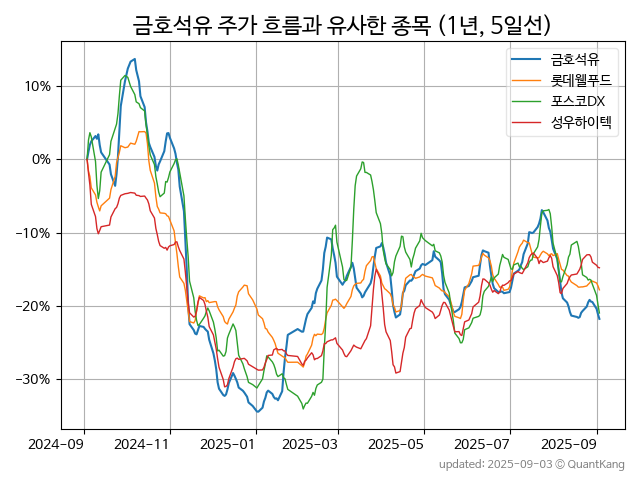 금호석유 주가 흐름과 유사한 종목 (1년, 5일선)
금호석유
롯데웰푸드
포스코DX
성우하이텍
10%
0%
−10%
−20%
−30%
2024-09
2024-11
2025-01
2025-03
2025-05
2025-07
2025-09
updated: 2025-09-03 © QuantKang